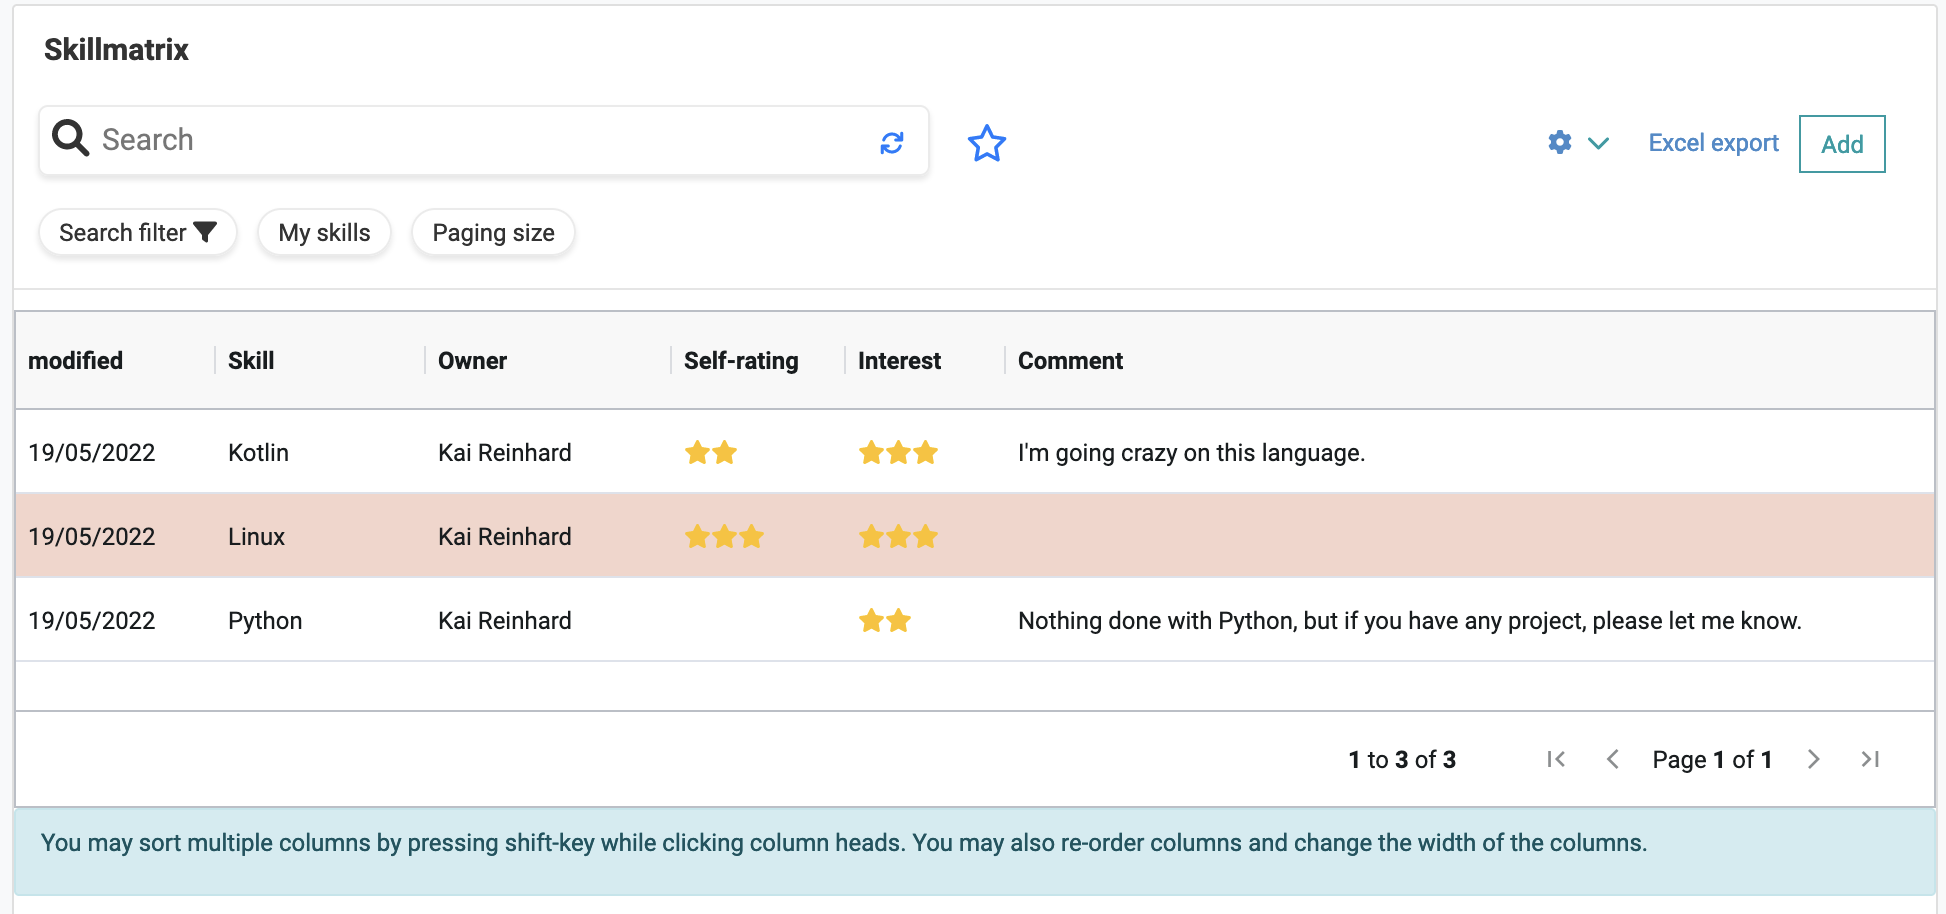 Skillmatrix
Search
Excel export
Add
Search filter
My skills
Paging size
modified Skill Owner Self-rating Interest Comment
19/05/2022 Kotlin Kai Reinhard I'm going crazy on this language.
19/05/2022 Linux Kai Reinhard
19/05/2022 Python Kai Reinhard Nothing done with Python, but if you have any project, please let me know.
1 to 3 of 3 Page 1 of 1
You may sort multiple columns by pressing shift-key while clicking column heads. You may also re-order columns and change the width of the columns.